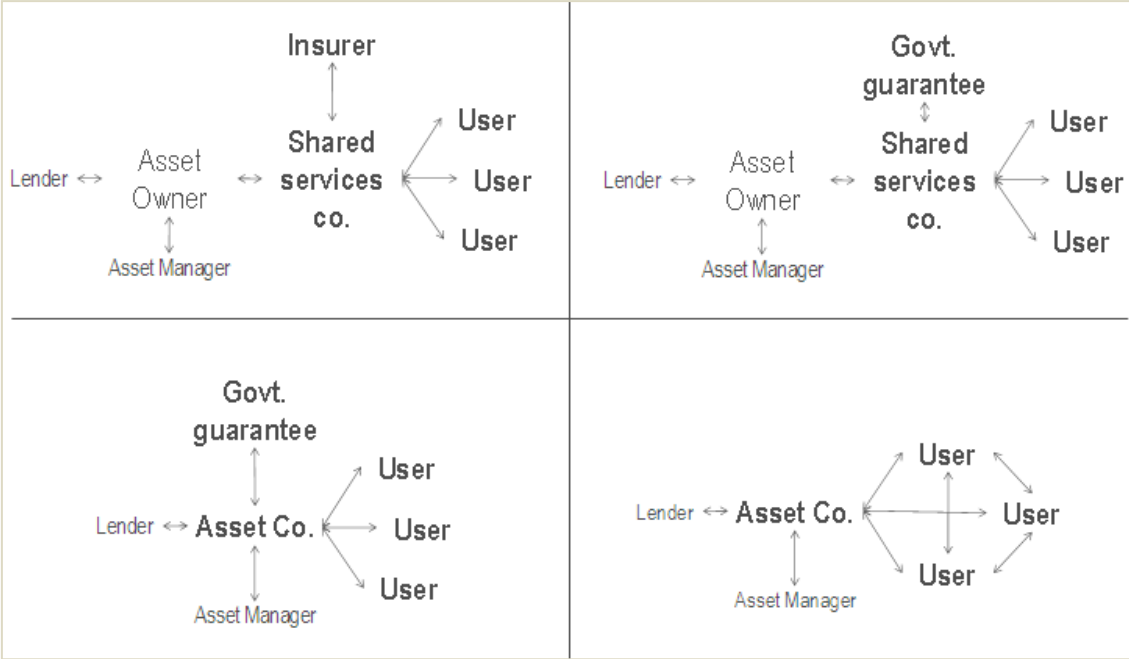 Insurer
User
Shared
services
co.
Asset
Owner
Lender
User
User
Asset Manager
Govt.
guarantee
User
Shared
services
co.
Asset
Owner
Lender
User
User
Asset Manager
Govt.
guarantee
User
Lender
Asset Co.
User
User
Asset Manager
User
Lender
Asset Co.
User
User
Asset Manager